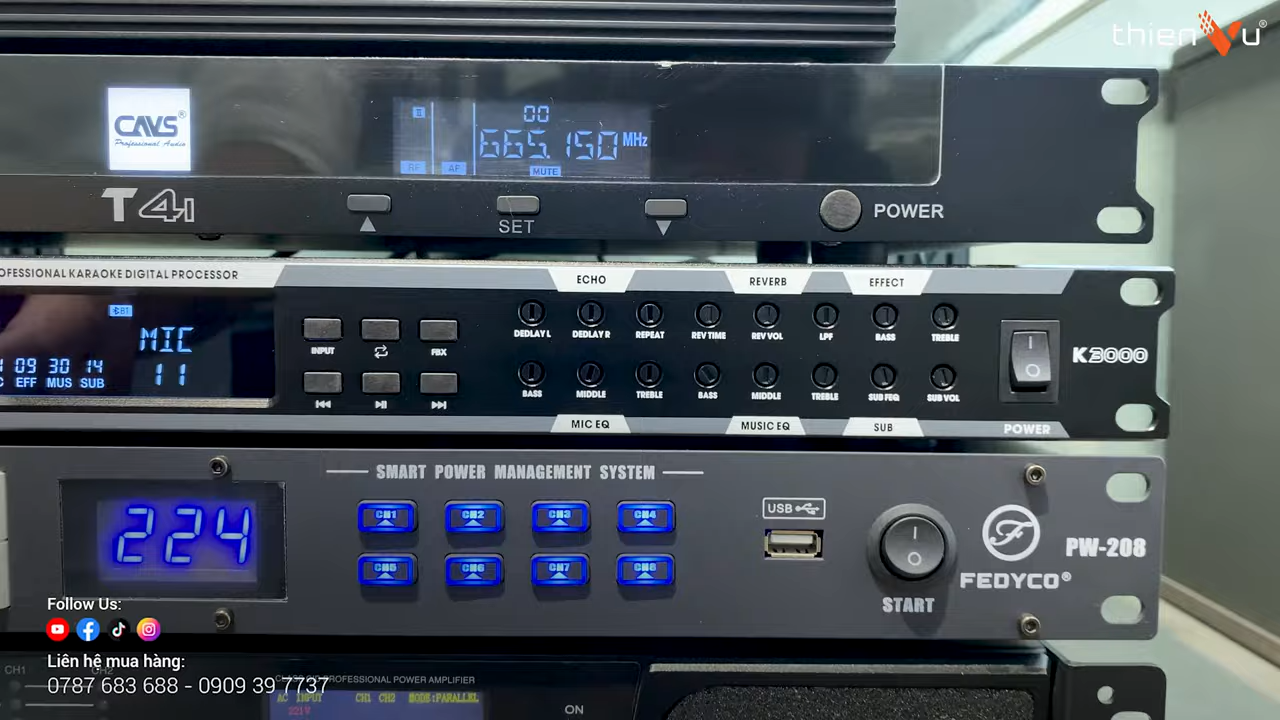 thienVu®
CAVS®
Professional Audio
T4I
00
665.150 MHz
RF AF MUTE
SET
POWER
OFESSIONAL KARAOKE DIGITAL PROCESSOR
BT
MIC
11
09 30 14
EFF MUS SUB
INPUT
FBX
ECHO
REVERB
EFFECT
DEDLAY L
DEDLAY R
REPEAT
REV TIME
REV VOL
LPF
BASS
TREBLE
BASS
MIDDLE
TREBLE
BASS
MIDDLE
TREBLE
SUB FEQ
SUB VOL
MIC EQ
MUSIC EQ
SUB
POWER
K3000
SMART POWER MANAGEMENT SYSTEM
224
CH1 CH2 CH3 CH4
CH5 CH6 CH7 CH8
USB
START
FEDYCO®
PW-208
Follow Us:
Liên hệ mua hàng:
0787 683 688 - 0909 39 7737
CH1
CH2
PROFESSIONAL POWER AMPLIFIER
AC INPUT CH1 CH2 MODE:PARALLEL
221V
ON